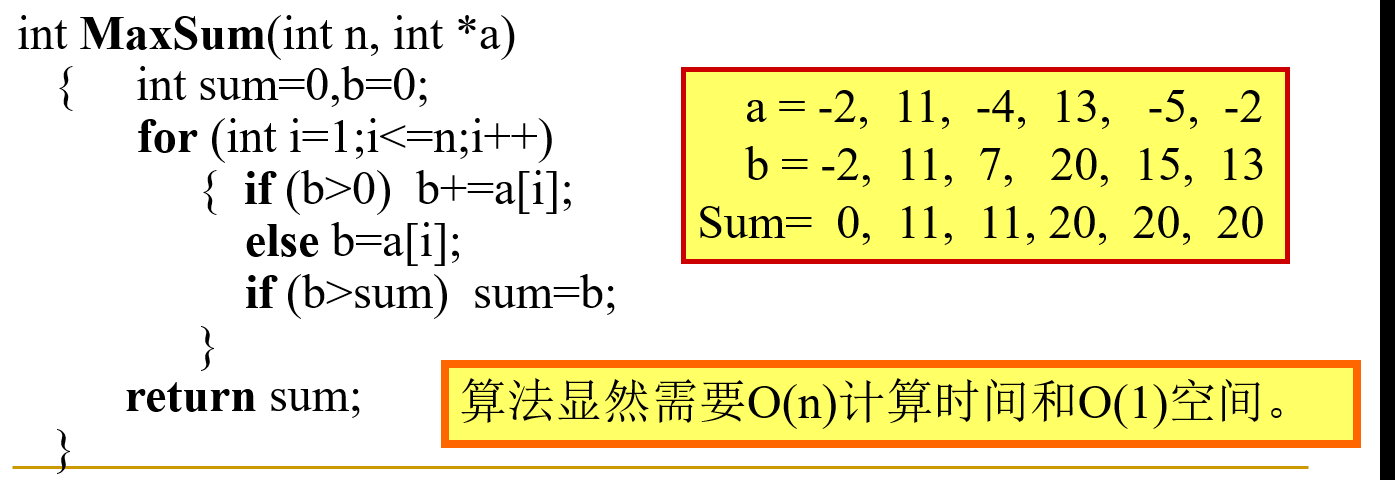 int MaxSum(int n, int *a)
{ int sum=0,b=0;
for (int i=1;i<=n;i++)
{ if (b>0) b+=a[i];
else b=a[i];
if (b>sum) sum=b;
}
return sum;
}
a = -2, 11, -4, 13, -5, -2
b = -2, 11, 7, 20, 15, 13
Sum= 0, 11, 11, 20, 20, 20
算法显然需要O(n)计算时间和O(1)空间。